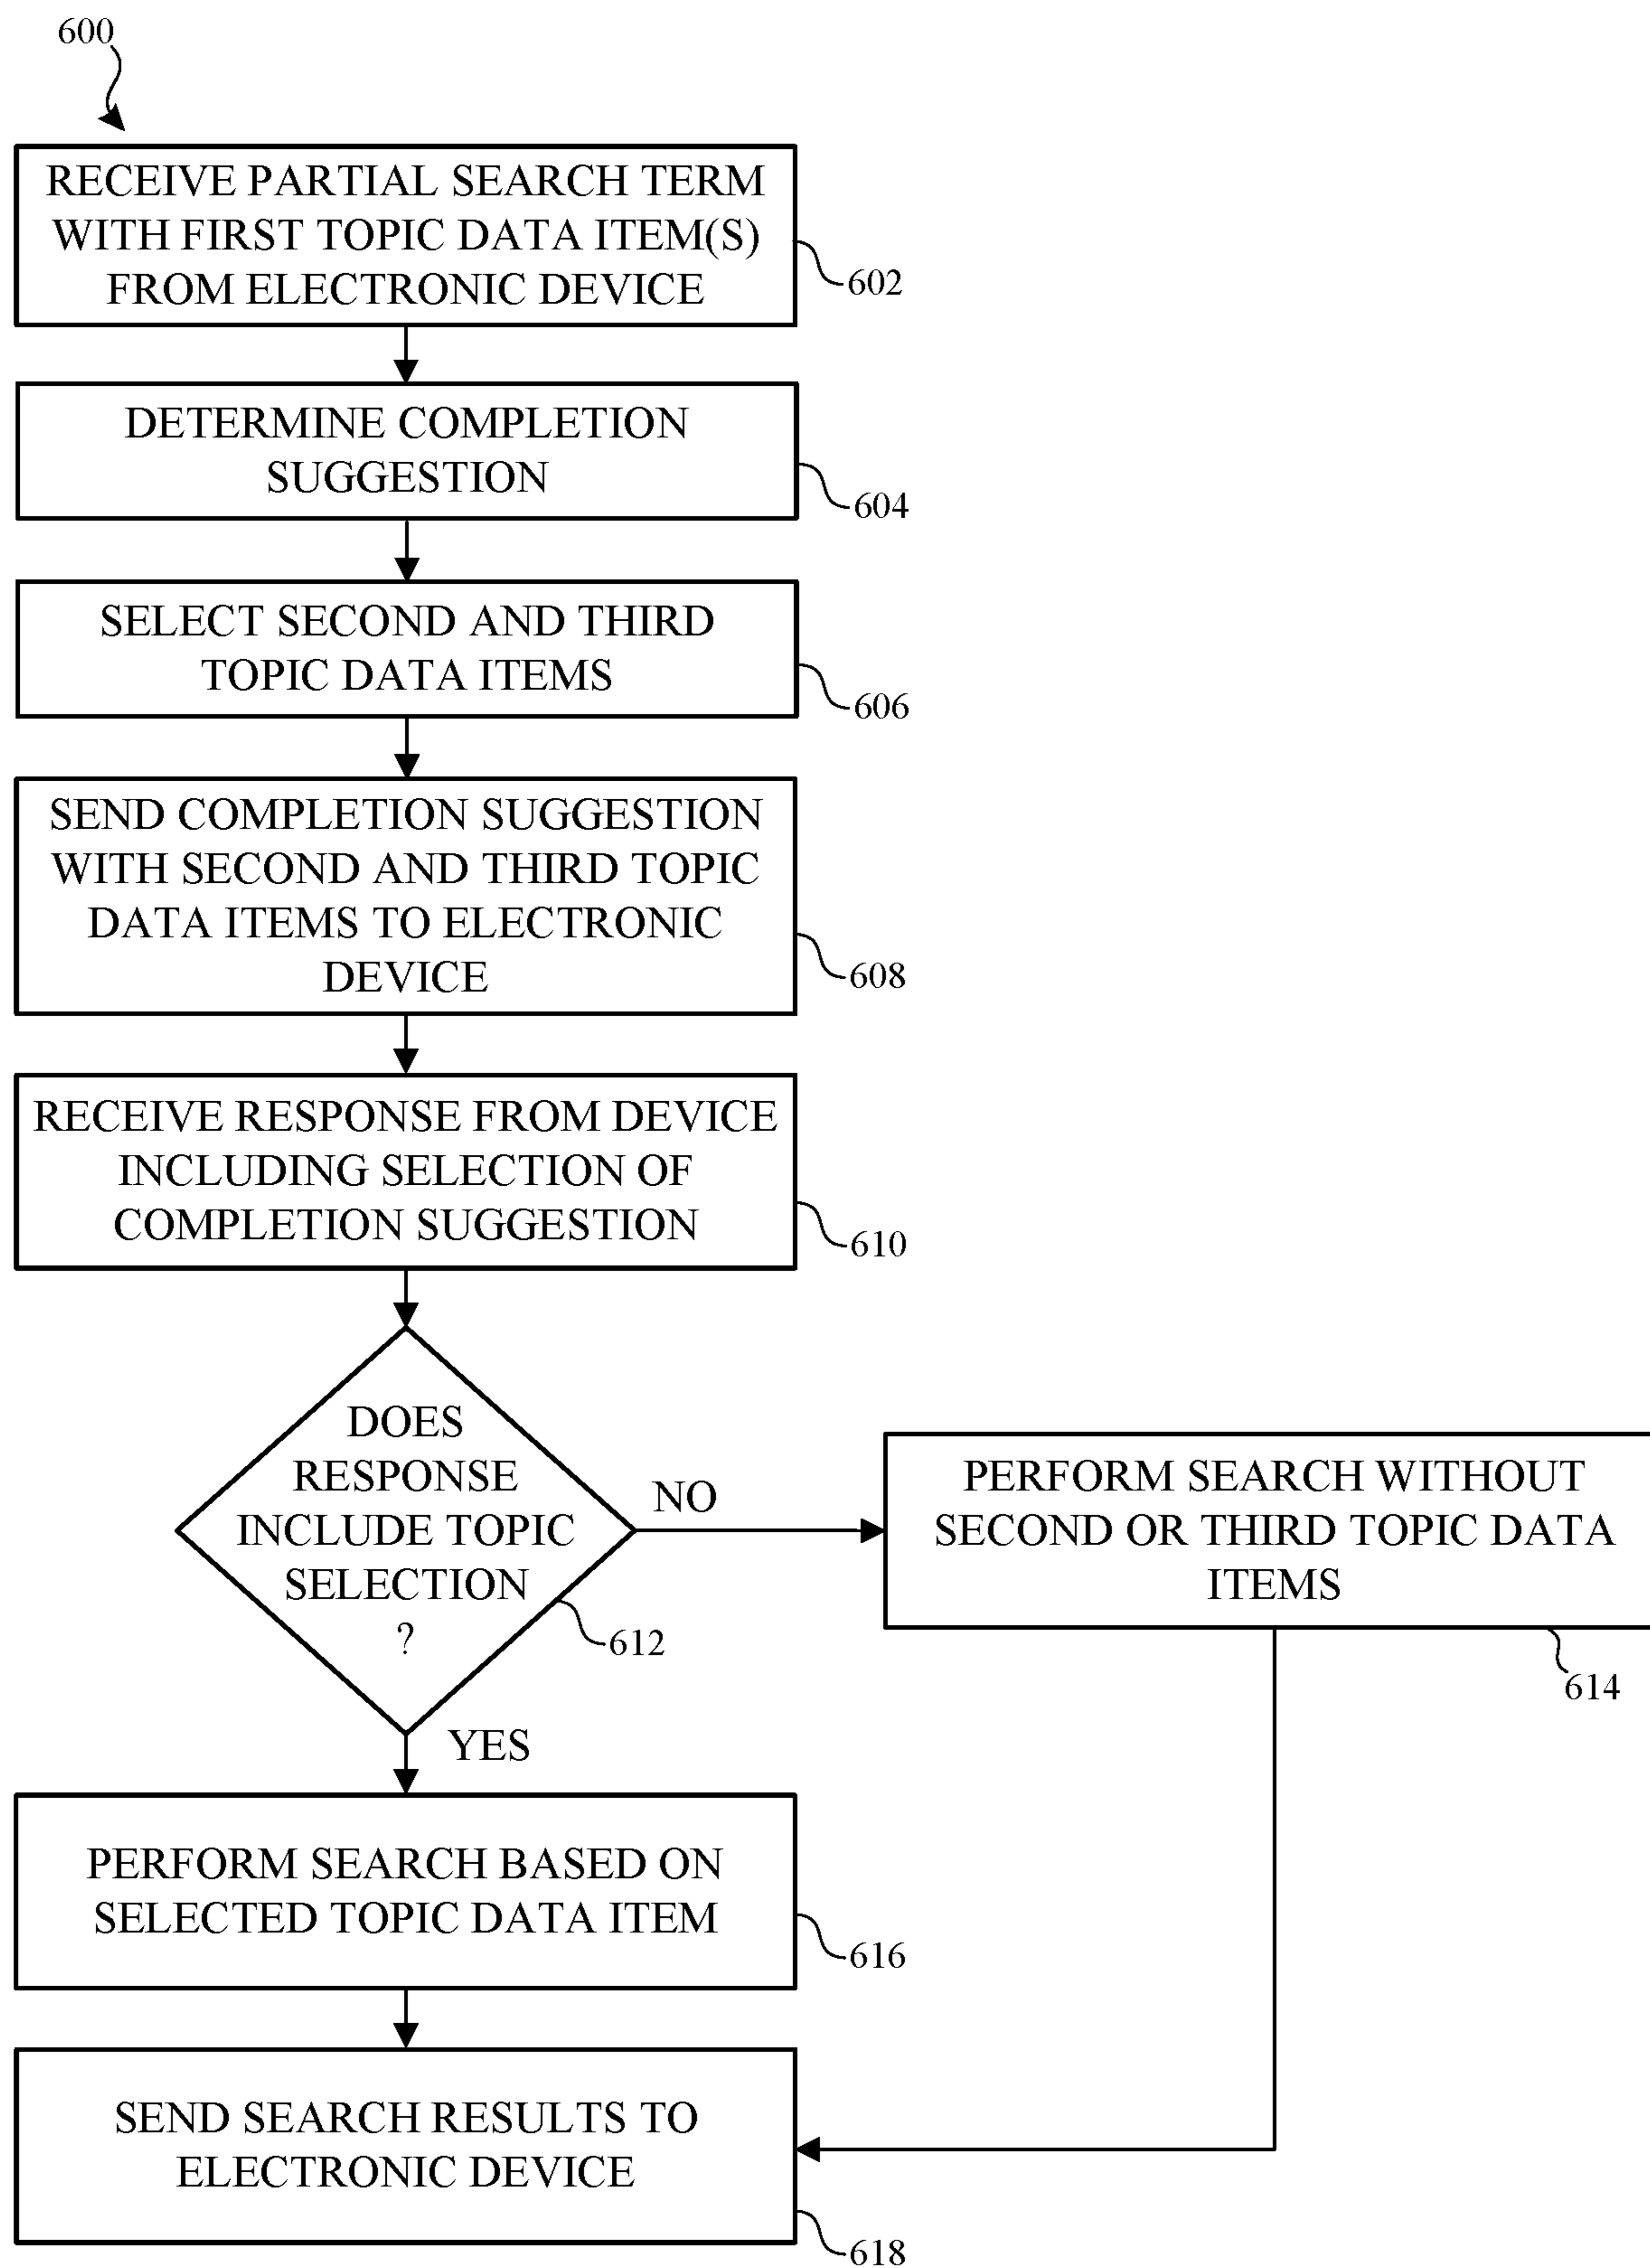 600
RECEIVE PARTIAL SEARCH TERM
WITH FIRST TOPIC DATA ITEM(S)
FROM ELECTRONIC DEVICE
602
DETERMINE COMPLETION
SUGGESTION
604
SELECT SECOND AND THIRD
TOPIC DATA ITEMS
606
SEND COMPLETION SUGGESTION
WITH SECOND AND THIRD TOPIC
DATA ITEMS TO ELECTRONIC
DEVICE
608
RECEIVE RESPONSE FROM DEVICE
INCLUDING SELECTION OF
COMPLETION SUGGESTION
610
DOES
RESPONSE
INCLUDE TOPIC
SELECTION
?
612
NO
PERFORM SEARCH WITHOUT
SECOND OR THIRD TOPIC DATA
ITEMS
614
YES
PERFORM SEARCH BASED ON
SELECTED TOPIC DATA ITEM
616
SEND SEARCH RESULTS TO
ELECTRONIC DEVICE
618